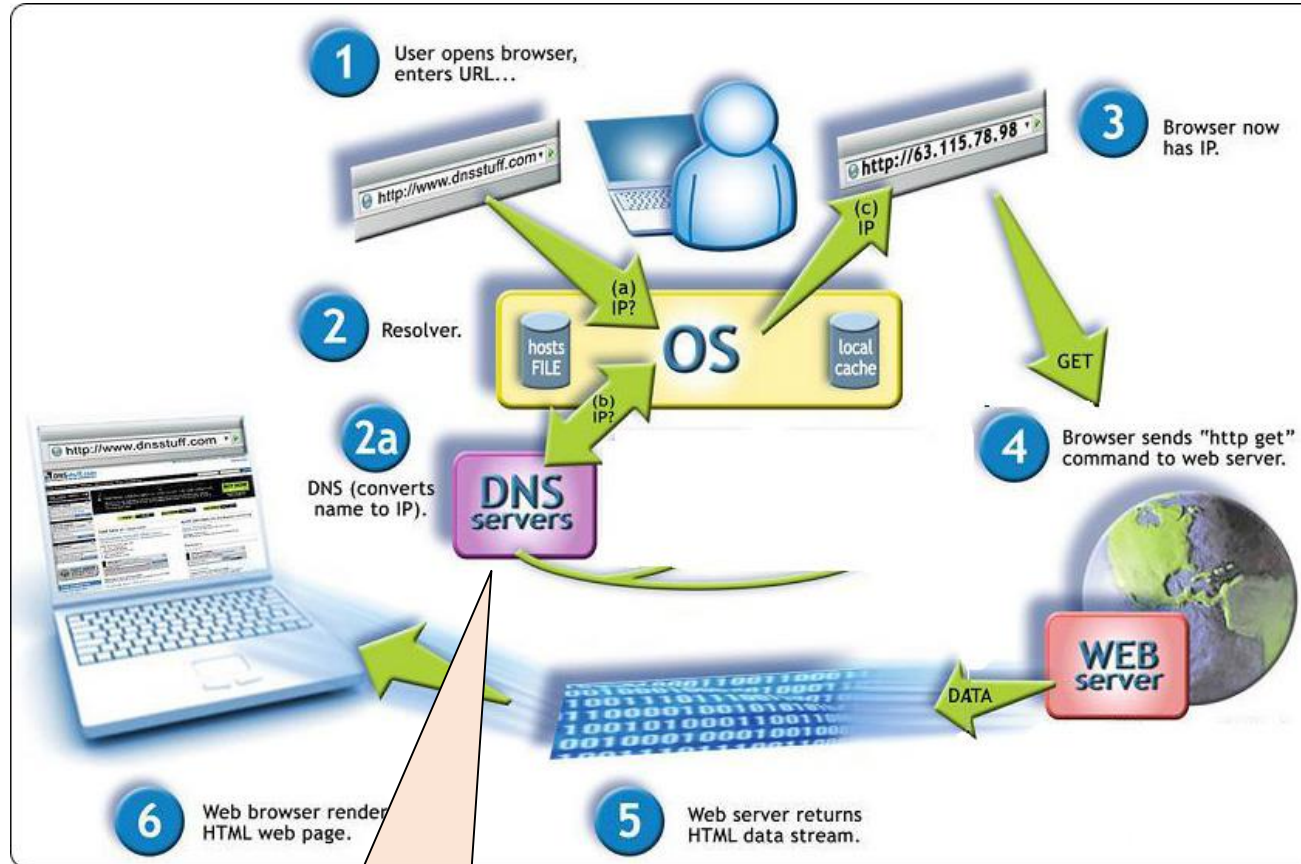 1
User opens browser,
enters URL...
http://www.dnsstuff.com
http://63.115.78.98
3
Browser now
has IP.
(a)
IP?
(c)
IP
2
Resolver.
hosts
FILE
OS
local
cache
GET
(b)
IP?
http://www.dnsstuff.com
2a
DNS (converts
name to IP).
DNS
servers
4
Browser sends "http get"
command to web server.
WEB
server
DATA
6
Web browser render
HTML web page.
5
Web server returns
HTML data stream.